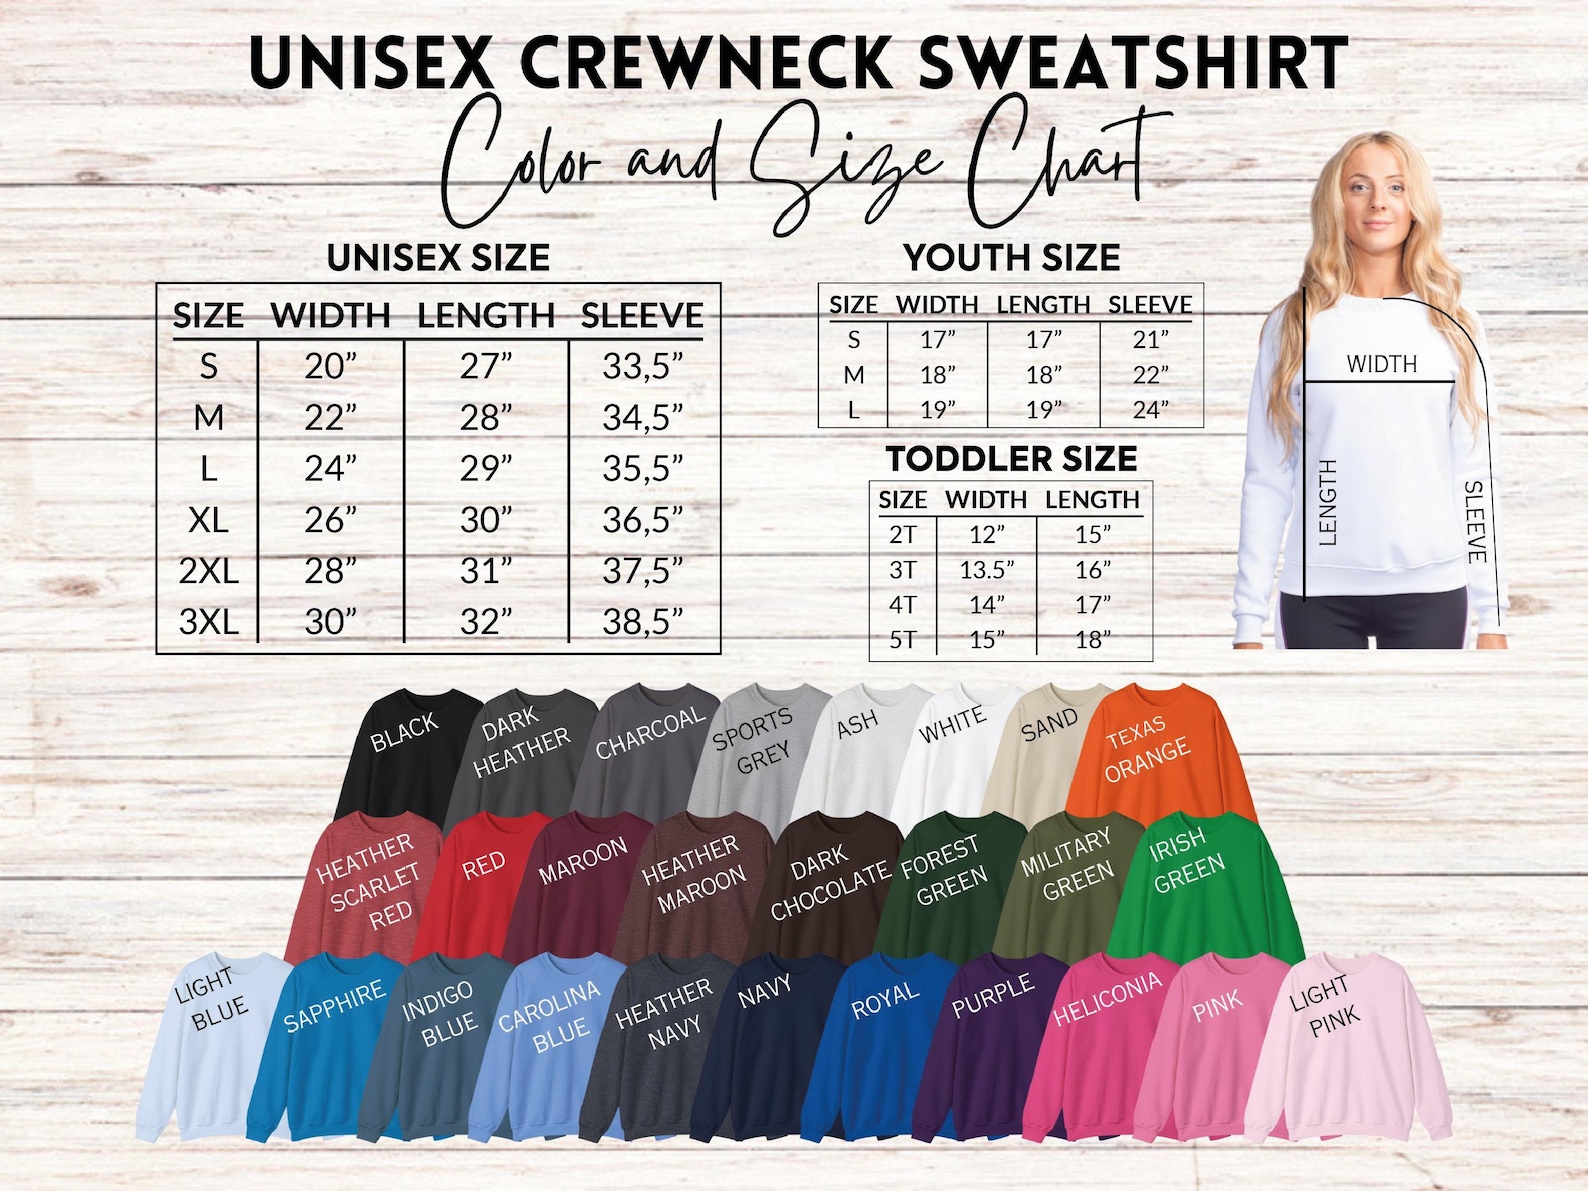 UNISEX CREWNECK SWEATSHIRT
Color and Size Chart
UNISEX SIZE
SIZE WIDTH LENGTH SLEEVE
S 20” 27” 33,5”
M 22” 28” 34,5”
L 24” 29” 35,5”
XL 26” 30” 36,5”
2XL 28” 31” 37,5”
3XL 30” 32” 38,5”
YOUTH SIZE
SIZE WIDTH LENGTH SLEEVE
S 17” 17” 21”
M 18” 18” 22”
L 19” 19” 24”
TODDLER SIZE
SIZE WIDTH LENGTH
2T 12” 15”
3T 13.5” 16”
4T 14” 17”
5T 15” 18”
WIDTH
LENGTH
SLEEVE
BLACK
DARK
HEATHER
CHARCOAL
SPORTS
GREY
ASH
WHITE
SAND
TEXAS
ORANGE
HEATHER
SCARLET
RED
RED
MAROON
HEATHER
MAROON
DARK
CHOCOLATE
FOREST
GREEN
MILITARY
GREEN
IRISH
GREEN
LIGHT
BLUE
SAPPHIRE
INDIGO
BLUE
CAROLINA
BLUE
HEATHER
NAVY
NAVY
ROYAL
PURPLE
HELICONIA
PINK
LIGHT
PINK